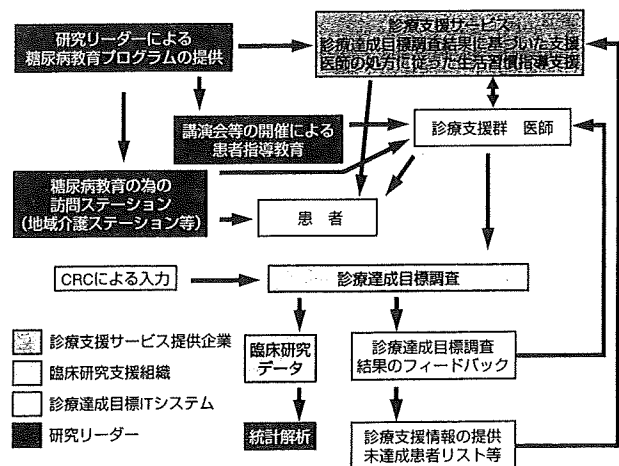 研究リーダーによる
糖尿病教育プログラムの提供
診療支援サービス
診療達成目標調査結果に基づいた支援
医師の処方に従った生活習慣指導支援
講演会等の開催による
患者指導教育
診療支援群 医師
糖尿病教育の為の
訪問ステーション
(地域介護ステーション等)
患 者
CRCによる入力
診療達成目標調査
診療支援サービス提供企業
臨床研究支援組織
診療達成目標ITシステム
研究リーダー
臨床研究
データ
診療達成目標調査
結果のフィードバック
統計解析
診療支援情報の提供
未達成患者リスト等